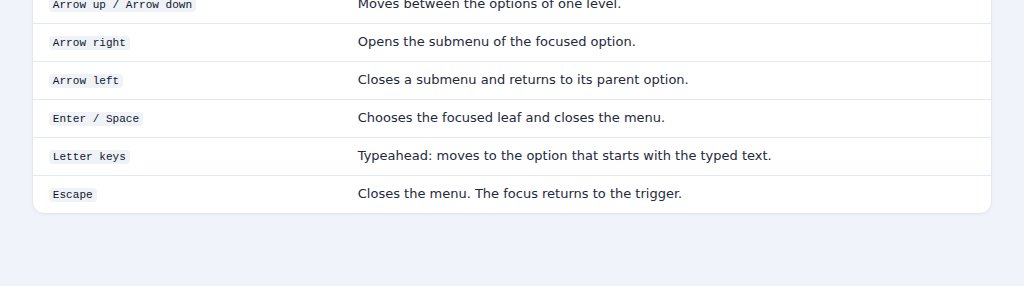 Arrow up / Arrow down Moves between the options of one level.
Arrow right Opens the submenu of the focused option.
Arrow left Closes a submenu and returns to its parent option.
Enter / Space Chooses the focused leaf and closes the menu.
Letter keys Typeahead: moves to the option that starts with the typed text.
Escape Closes the menu. The focus returns to the trigger.